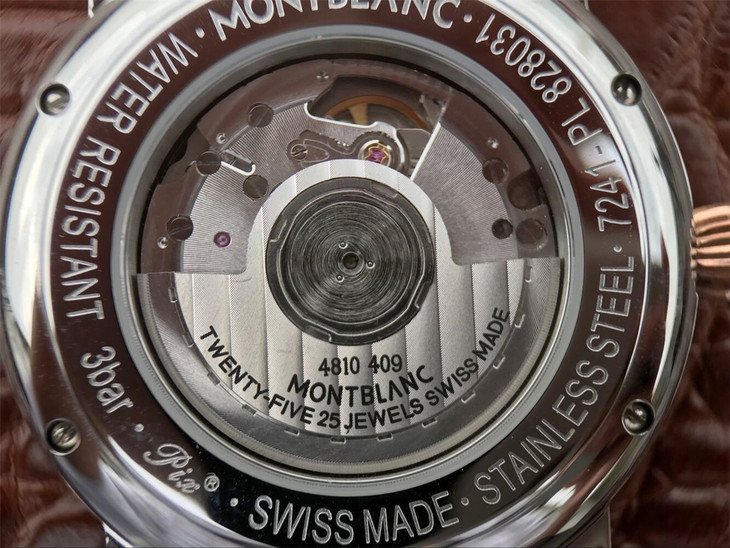 MONTBLANC · 7241 - PL 828031 · STAINLESS STEEL · SWISS MADE · Pix® · 3bar WATER RESISTANT ·
4810 409
MONTBLANC
TWENTY-FIVE 25 JEWELS SWISS MADE